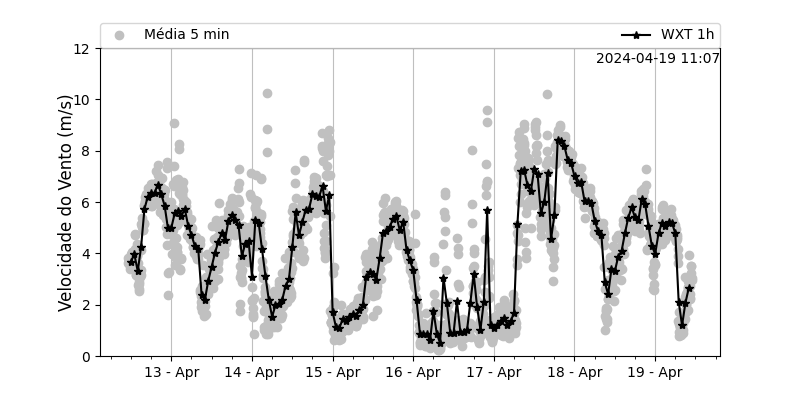 Média 5 min
WXT 1h
2024-04-19 11:07
Velocidade do Vento (m/s)
12
10
8
6
4
2
0
13 - Apr
14 - Apr
15 - Apr
16 - Apr
17 - Apr
18 - Apr
19 - Apr